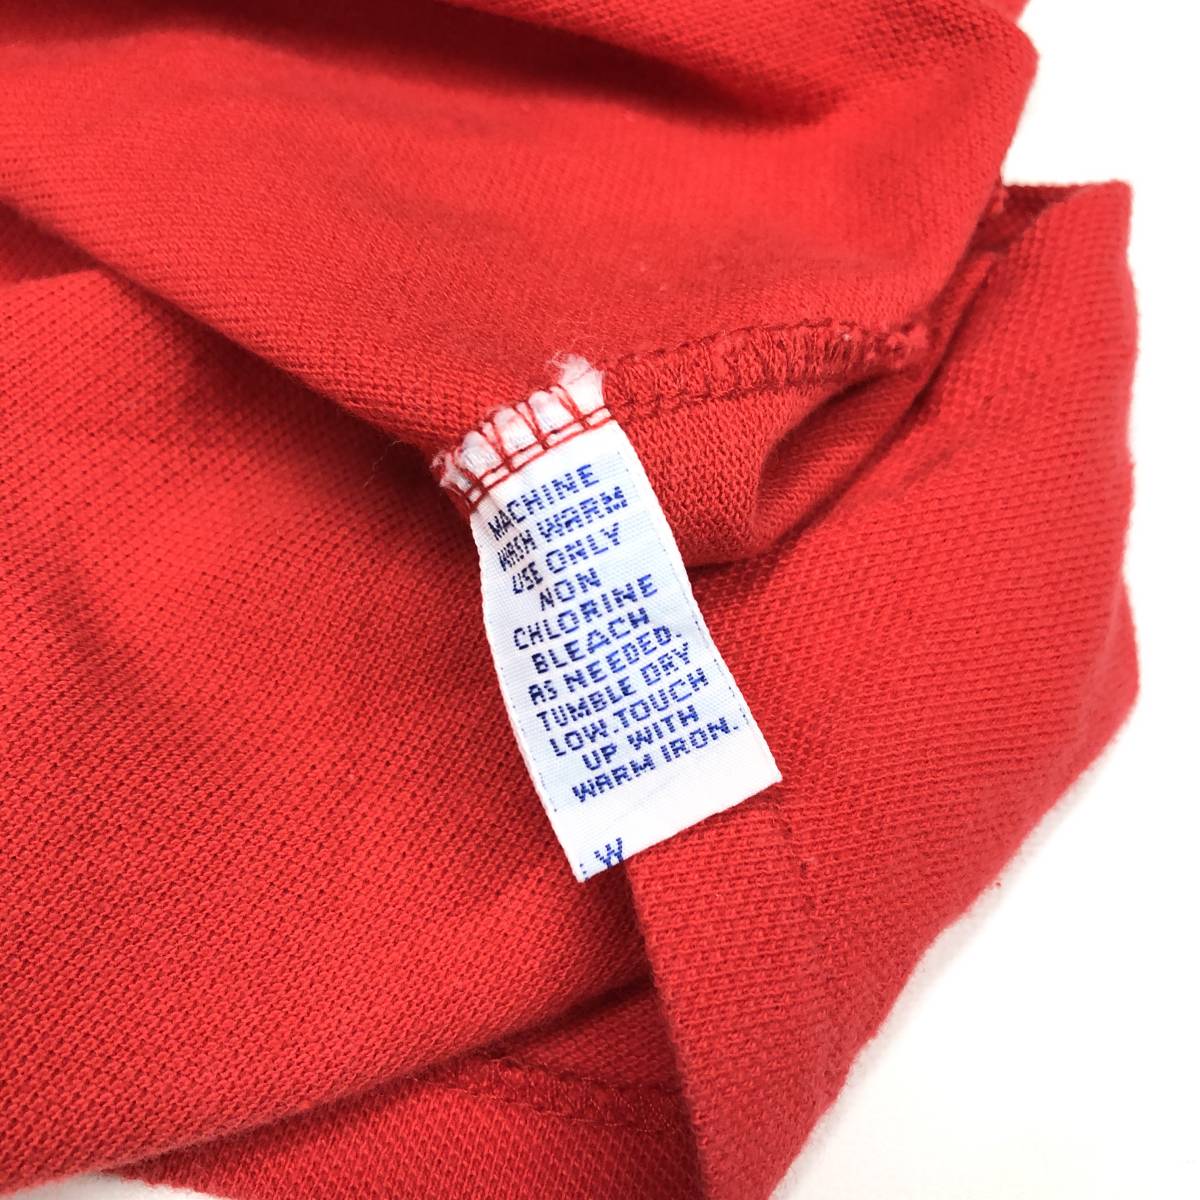 MACHINE
WASH WARM
USE ONLY
NON
CHLORINE
BLEACH
AS NEEDED.
TUMBLE DRY
LOW.TOUCH
UP WITH
WARM IRON.
W